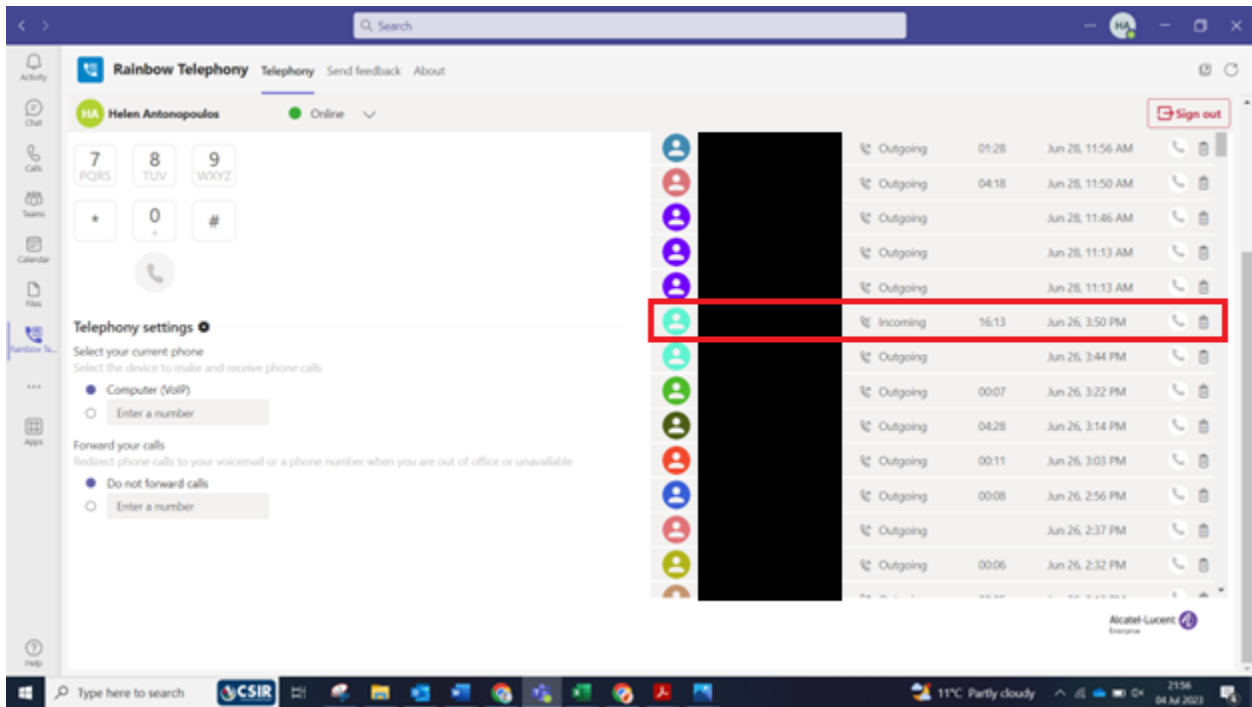 Search
HA
Activity
Chat
Calls
Teams
Calendar
Files
Rainbow Te...
Apps
Help
Rainbow Telephony Telephony Send feedback About
HA Helen Antonopoulos Online
Sign out
7 8 9
PQRS TUV WXYZ
* 0 #
+
Telephony settings
Select your current phone
Select the device to make and receive phone calls
Computer (VoIP)
Enter a number
Forward your calls
Redirect phone calls to your voicemail or a phone number when you are out of office or unavailable
Do not forward calls
Enter a number
Outgoing 01:28 Jun 28, 11:56 AM
Outgoing 04:18 Jun 28, 11:50 AM
Outgoing Jun 28, 11:46 AM
Outgoing Jun 28, 11:13 AM
Outgoing Jun 28, 11:13 AM
Incoming 16:13 Jun 26, 3:50 PM
Outgoing Jun 26, 3:44 PM
Outgoing 00:07 Jun 26, 3:22 PM
Outgoing 04:28 Jun 26, 3:14 PM
Outgoing 00:11 Jun 26, 3:03 PM
Outgoing 00:08 Jun 26, 2:56 PM
Outgoing Jun 26, 2:37 PM
Outgoing 00:06 Jun 26, 2:32 PM
Alcatel-Lucent
Enterprise
Type here to search
CSIR
11°C Partly cloudy
21:56
04 Jul 2023